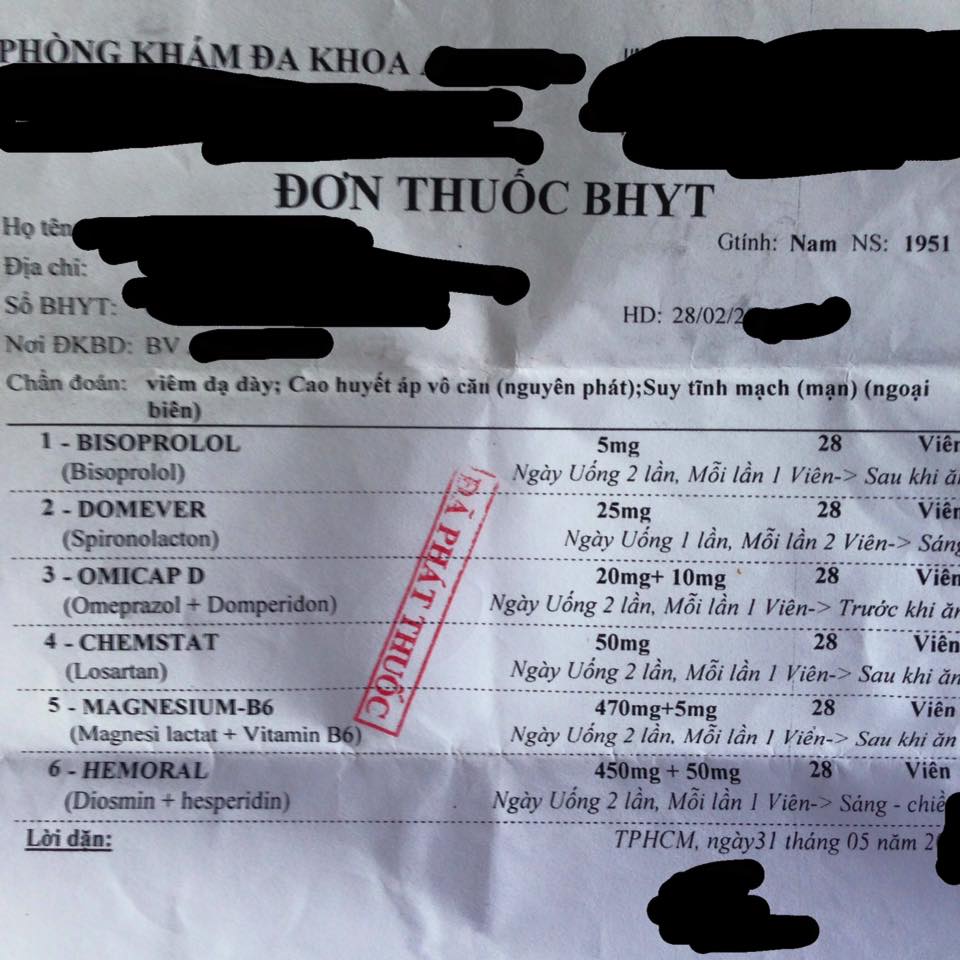 PHÒNG KHÁM ĐA KHOA
ĐƠN THUỐC BHYT
Họ tên
Gtính: Nam NS: 1951
Địa chỉ:
Số BHYT:
HD: 28/02/2
Nơi ĐKBD: BV
Chẩn đoán: viêm dạ dày; Cao huyết áp vô căn (nguyên phát);Suy tĩnh mạch (mạn) (ngoại
biên)
1 - BISOPROLOL 5mg 28 Viên
(Bisoprolol) Ngày Uống 2 lần, Mỗi lần 1 Viên-> Sau khi ăn
2 - DOMEVER 25mg 28 Viên
(Spironolacton) Ngày Uống 1 lần, Mỗi lần 2 Viên-> Sáng
3 - OMICAP D 20mg+ 10mg 28 Viên
(Omeprazol + Domperidon) Ngày Uống 2 lần, Mỗi lần 1 Viên-> Trước khi ăn
4 - CHEMSTAT 50mg 28 Viên
(Losartan) Ngày Uống 2 lần, Mỗi lần 1 Viên-> Sau khi ăn
5 - MAGNESIUM-B6 470mg+5mg 28 Viên
(Magnesi lactat + Vitamin B6) Ngày Uống 2 lần, Mỗi lần 1 Viên-> Sau khi ăn
6 - HEMORAL 450mg + 50mg 28 Viên
(Diosmin + hesperidin) Ngày Uống 2 lần, Mỗi lần 1 Viên-> Sáng - chiề
ĐÃ PHÁT THUỐC
Lời dặn:
TPHCM, ngày31 tháng 05 năm 2